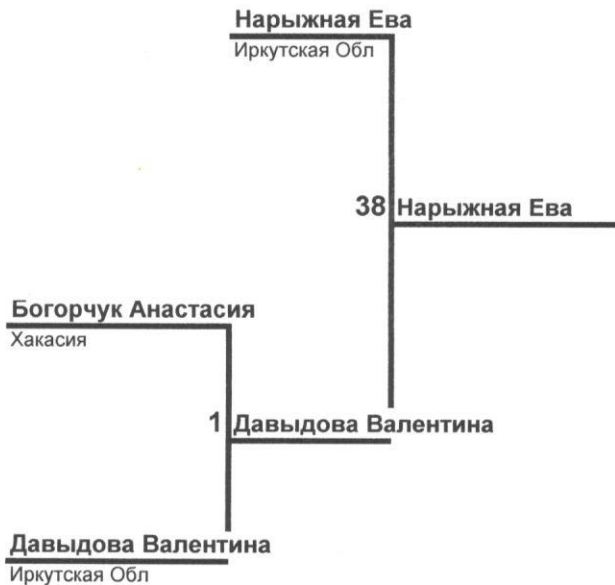 Нарыжная Ева
Иркутская Обл
38 Нарыжная Ева
Богорчук Анастасия
Хакасия
1 Давыдова Валентина
Давыдова Валентина
Иркутская Обл